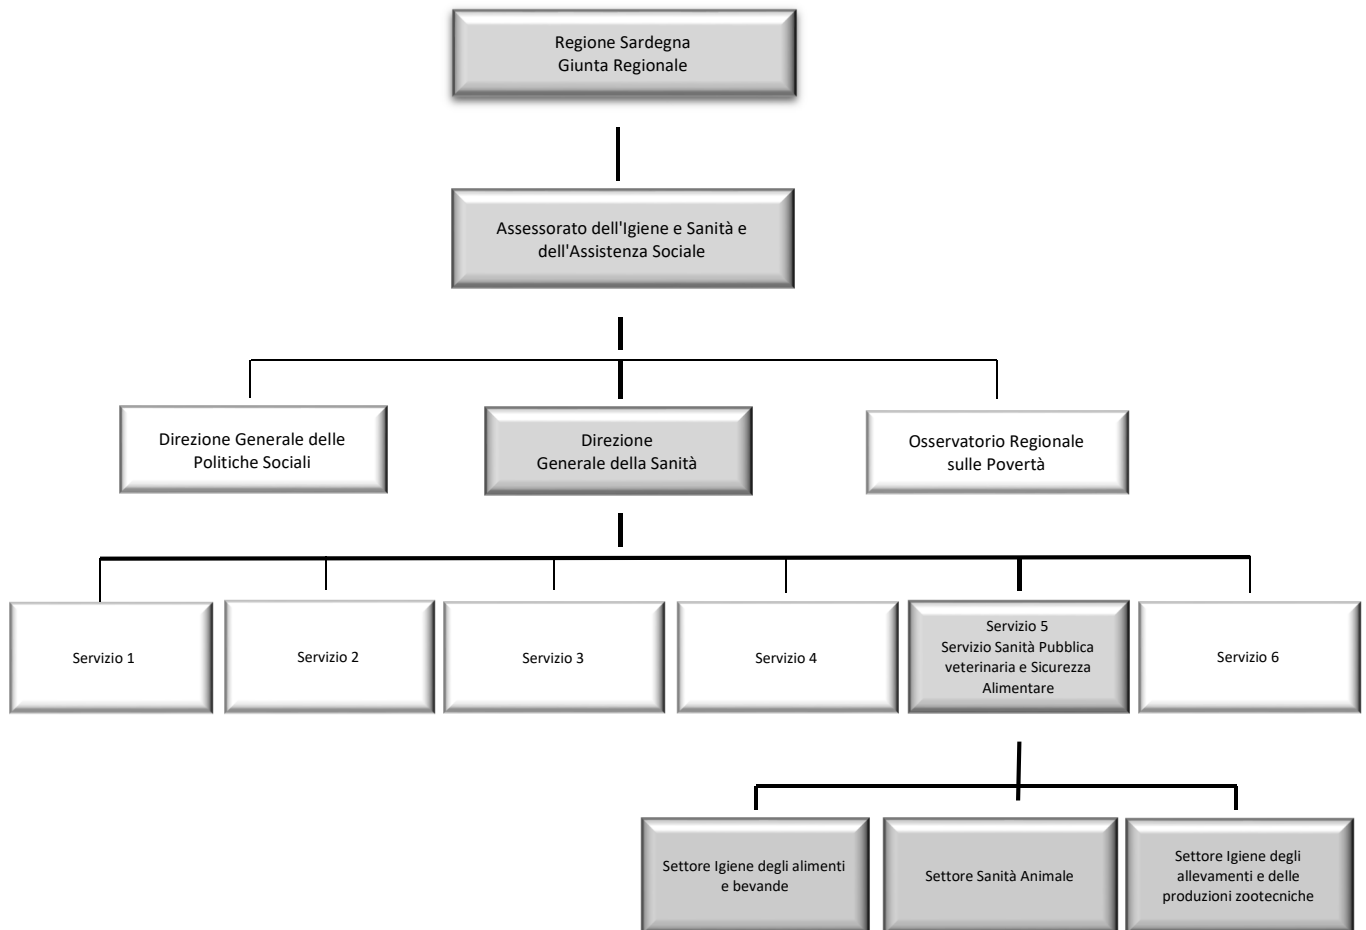 Regione Sardegna
Giunta Regionale
Assessorato dell'Igiene e Sanità e
dell'Assistenza Sociale
Direzione Generale delle
Politiche Sociali
Direzione
Generale della Sanità
Osservatorio Regionale
sulle Povertà
Servizio 1
Servizio 2
Servizio 3
Servizio 4
Servizio 5
Servizio Sanità Pubblica
veterinaria e Sicurezza
Alimentare
Servizio 6
Settore Igiene degli alimenti
e bevande
Settore Sanità Animale
Settore Igiene degli
allevamenti e delle
produzioni zootecniche